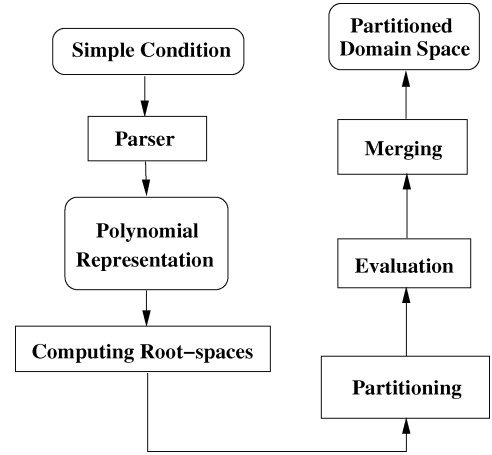 Simple Condition
Parser
Polynomial
Representation
Computing Root-spaces
Partitioning
Evaluation
Merging
Partitioned
Domain Space